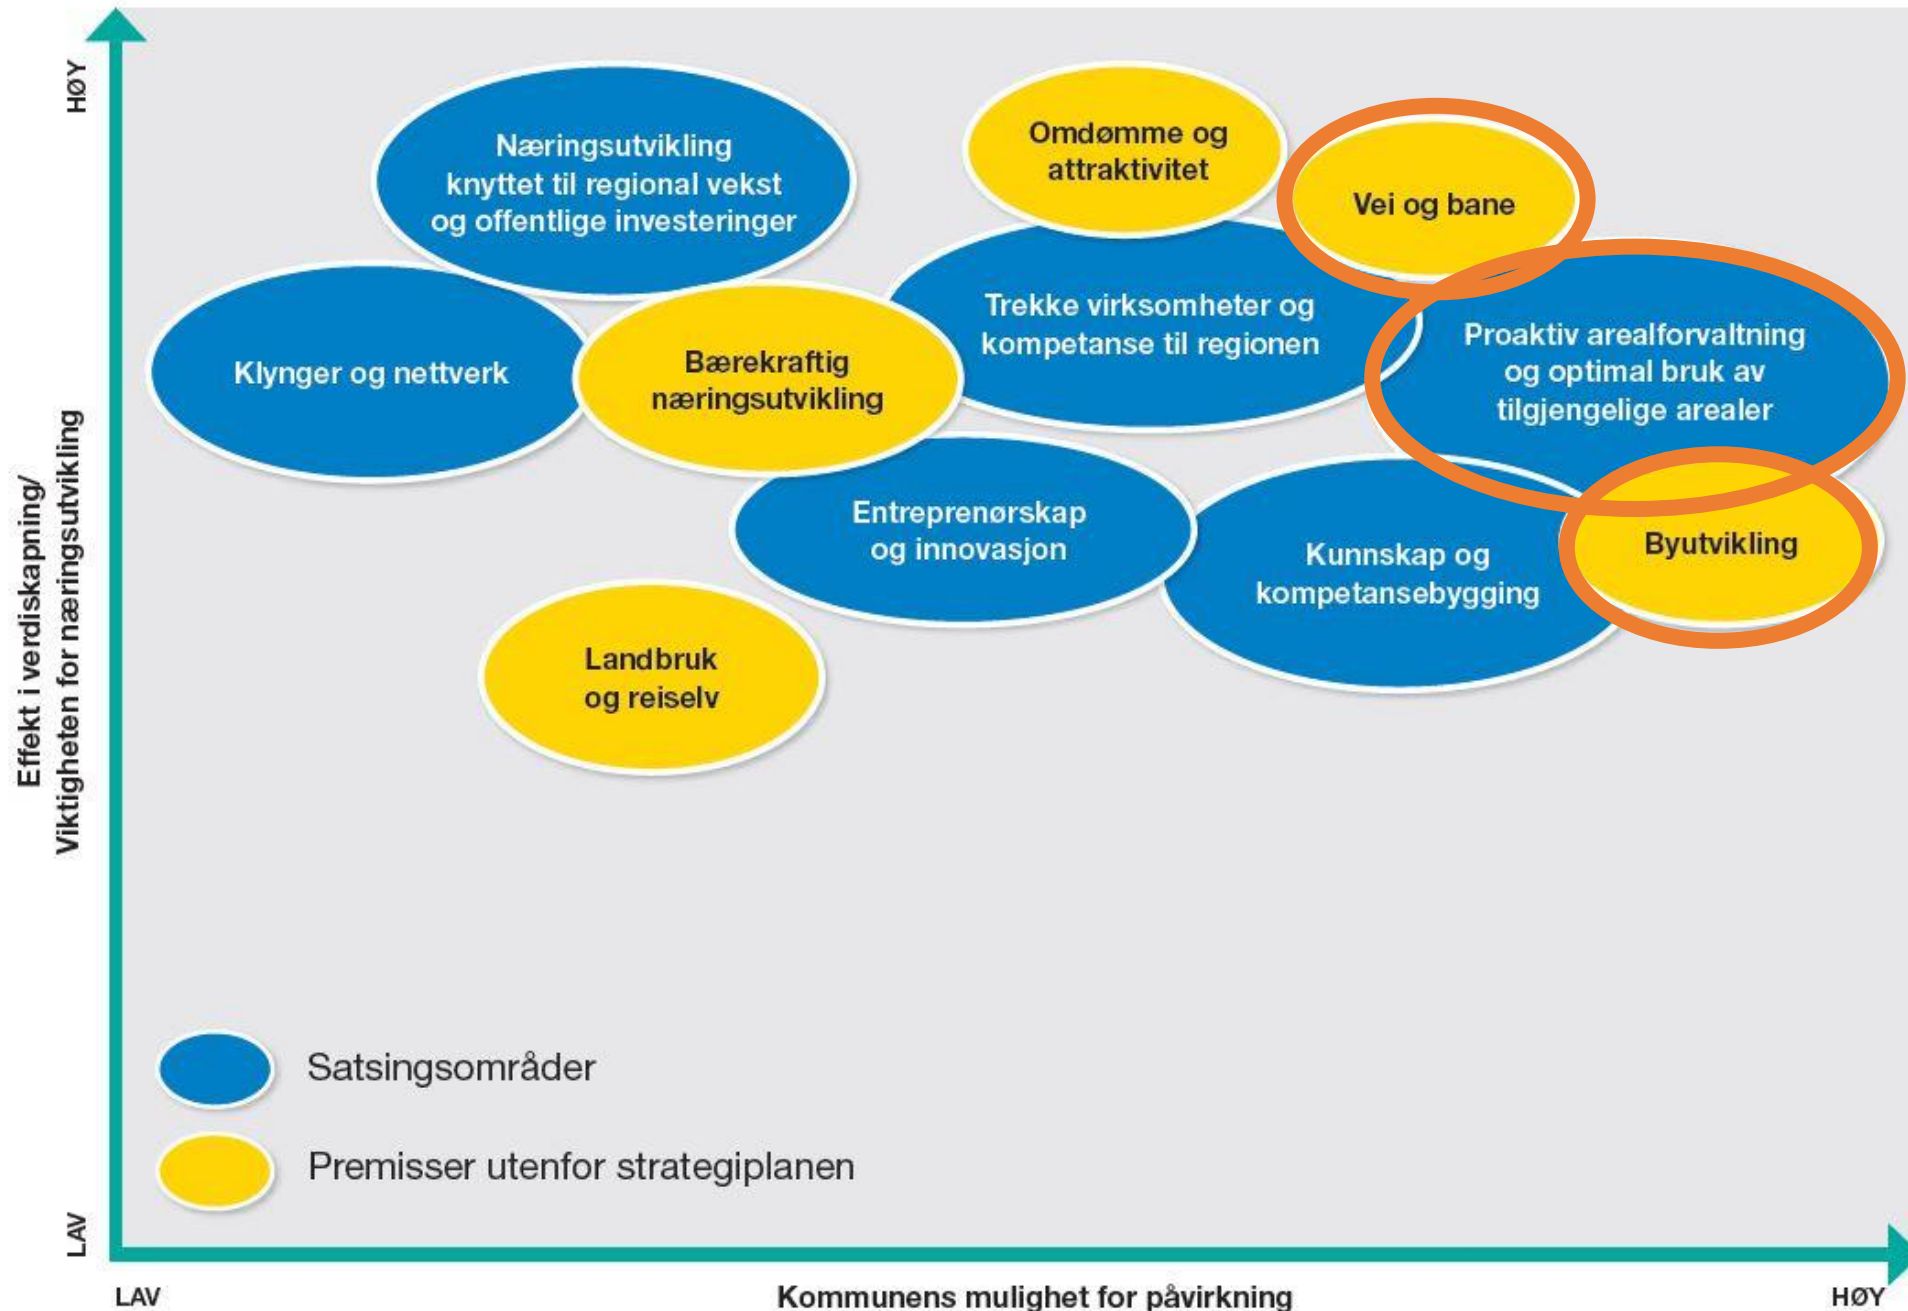 HØY
Næringsutvikling
knyttet til regional vekst
og offentlige investeringer
Omdømme og
attraktivitet
Vei og bane
Klynger og nettverk
Bærekraftig
næringsutvikling
Trekke virksomheter og
kompetanse til regionen
Proaktiv arealforvaltning
og optimal bruk av
tilgjengelige arealer
Entreprenørskap
og innovasjon
Kunnskap og
kompetansebygging
Byutvikling
Landbruk
og reiselv
Effekt i verdiskapning/
Viktigheten for næringsutvikling
Satsingsområder
Premisser utenfor strategiplanen
LAV
LAV
Kommunens mulighet for påvirkning
HØY